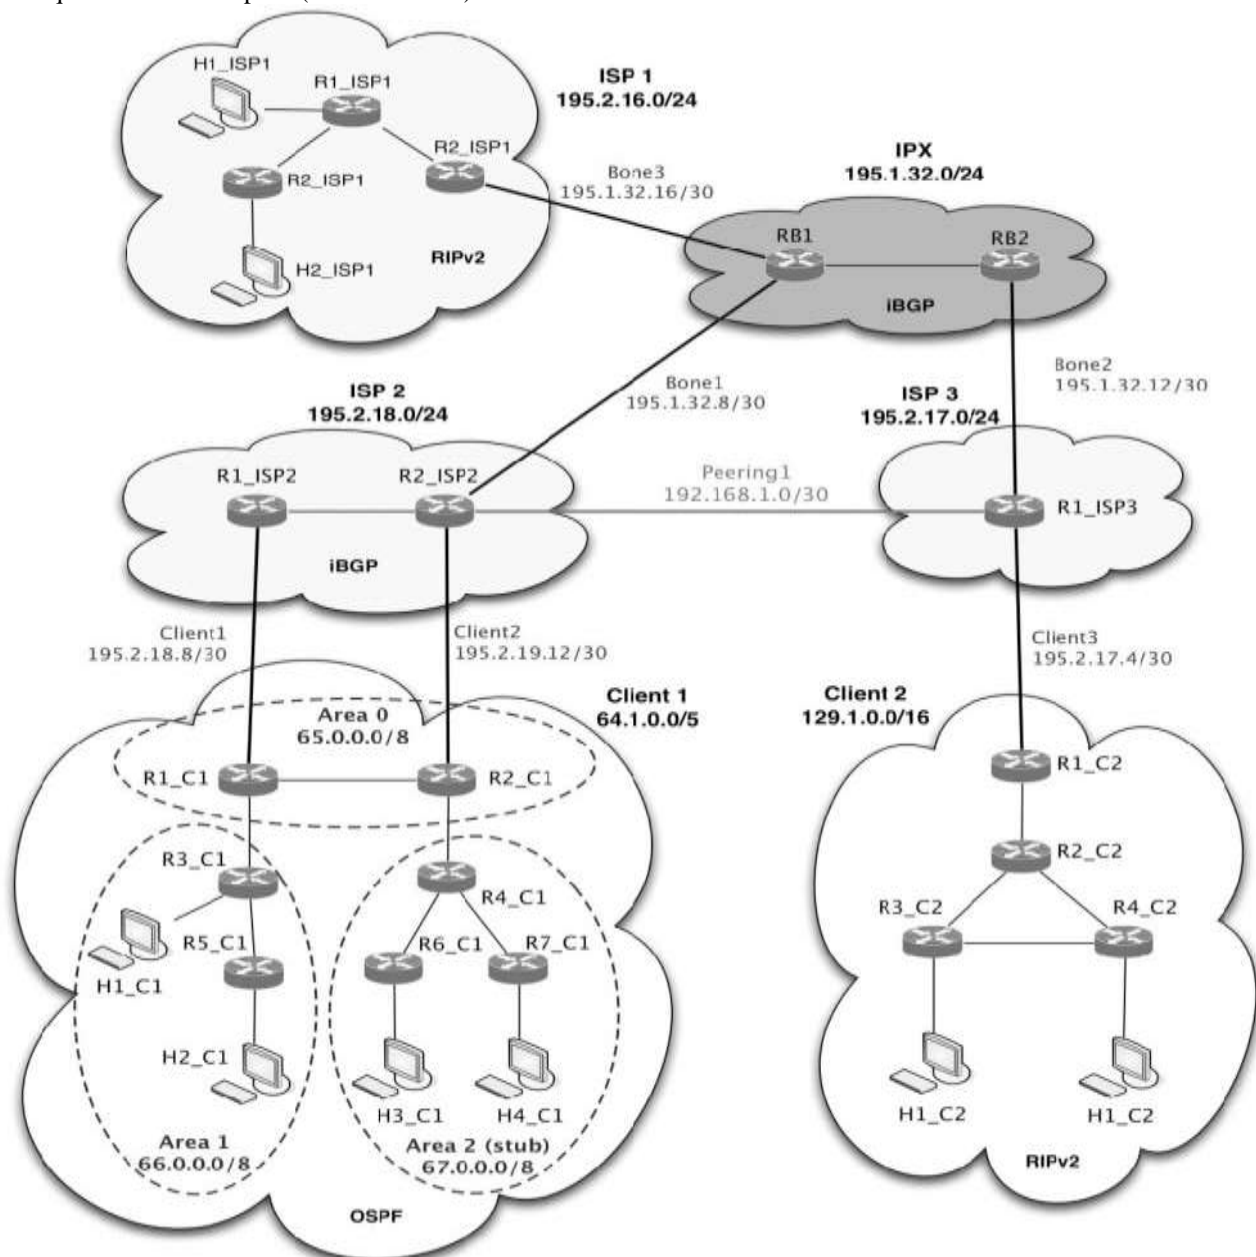 H1_ISP1
R1_ISP1
ISP 1
195.2.16.0/24
R2_ISP1
R2_ISP1
H2_ISP1
RIPv2
Bone3
195.1.32.16/30
IPX
195.1.32.0/24
RB1
RB2
iBGP
Bone1
195.1.32.8/30
Bone2
195.1.32.12/30
ISP 2
195.2.18.0/24
ISP 3
195.2.17.0/24
R1_ISP2
R2_ISP2
Peering1
192.168.1.0/30
R1_ISP3
iBGP
Client1
195.2.18.8/30
Client2
195.2.19.12/30
Client3
195.2.17.4/30
Client 1
64.1.0.0/5
Client 2
129.1.0.0/16
Area 0
65.0.0.0/8
R1_C1
R2_C1
R3_C1
R4_C1
R5_C1
R6_C1
R7_C1
H1_C1
H2_C1
H3_C1
H4_C1
Area 1
66.0.0.0/8
Area 2 (stub)
67.0.0.0/8
OSPF
R1_C2
R2_C2
R3_C2
R4_C2
H1_C2
H1_C2
RIPv2